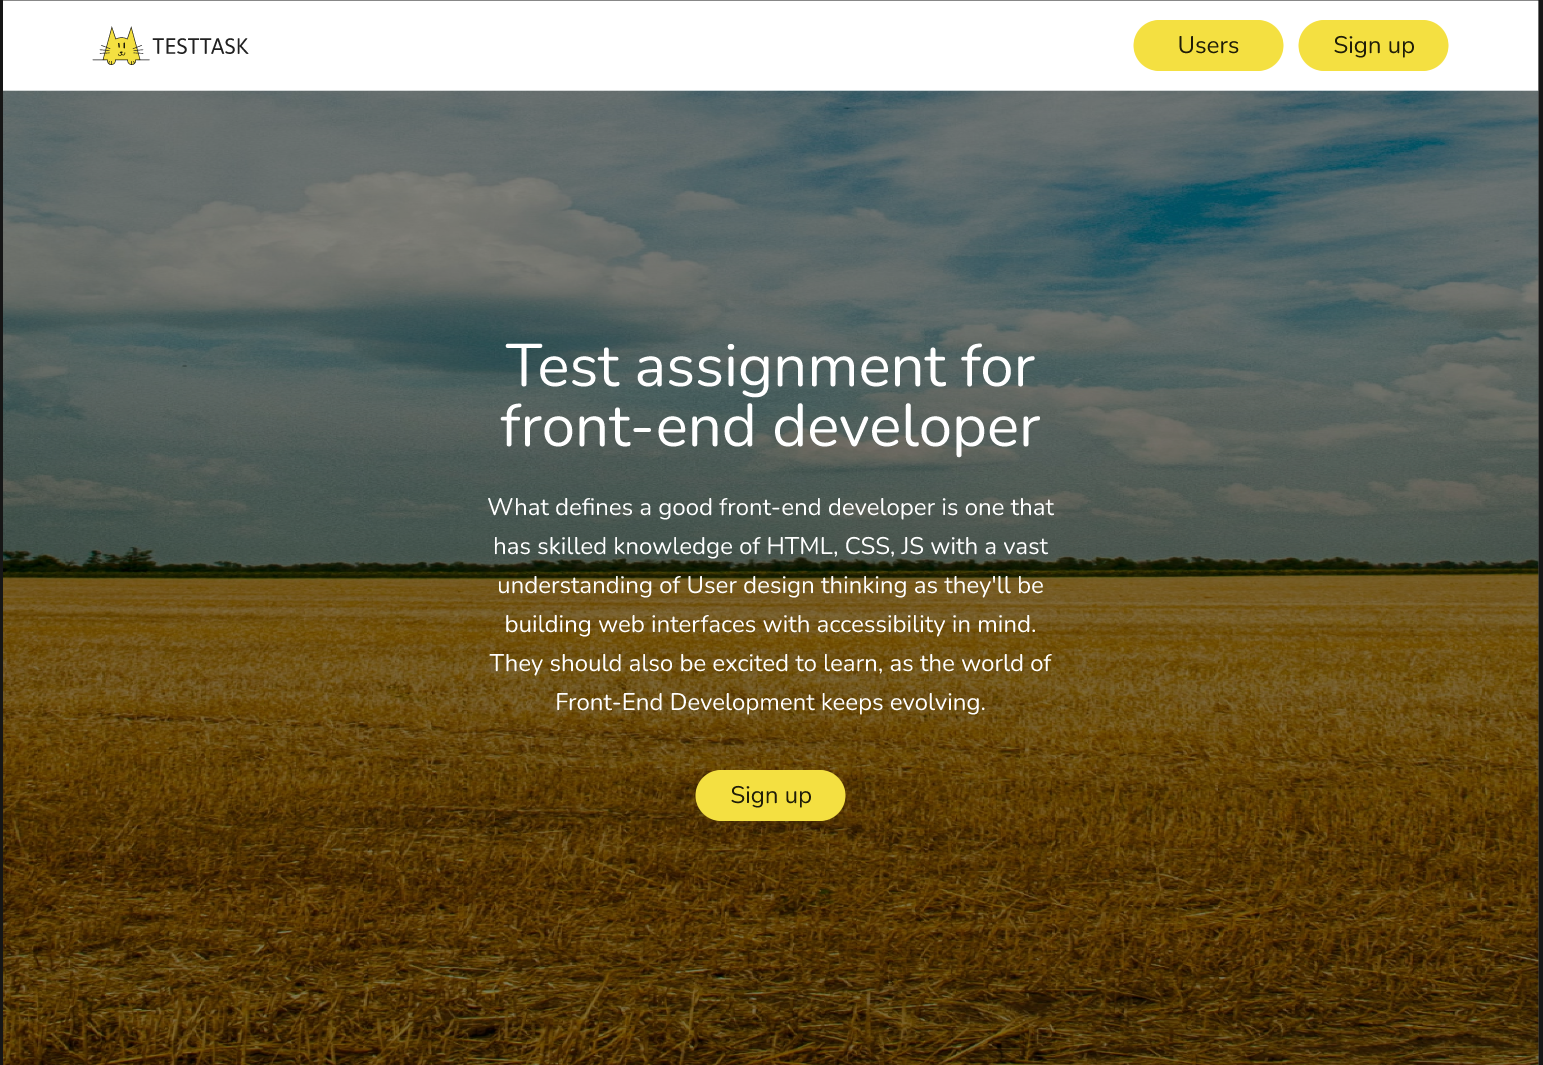 TESTTASK
Users
Sign up
Test assignment for
front-end developer
What defines a good front-end developer is one that
has skilled knowledge of HTML, CSS, JS with a vast
understanding of User design thinking as they'll be
building web interfaces with accessibility in mind.
They should also be excited to learn, as the world of
Front-End Development keeps evolving.
Sign up